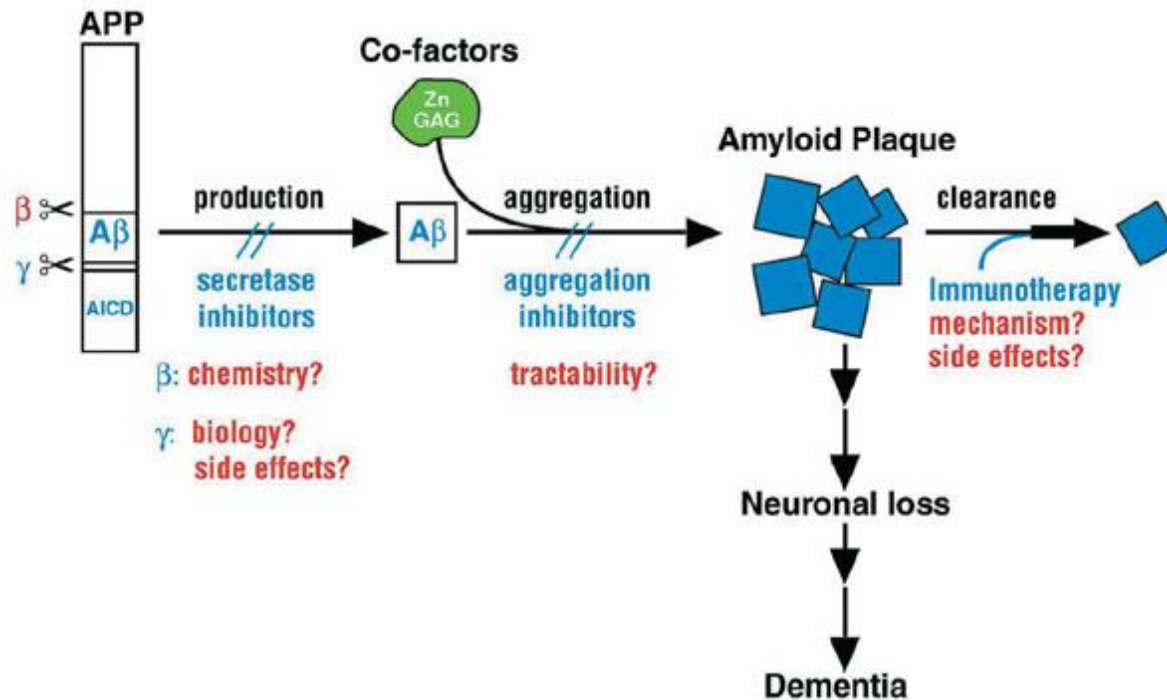 APP
β
Aβ
γ
AICD
production
secretase
inhibitors
β: chemistry?
γ: biology?
side effects?
Co-factors
Zn
GAG
Aβ
aggregation
aggregation
inhibitors
tractability?
Amyloid Plaque
clearance
Immunotherapy
mechanism?
side effects?
Neuronal loss
Dementia